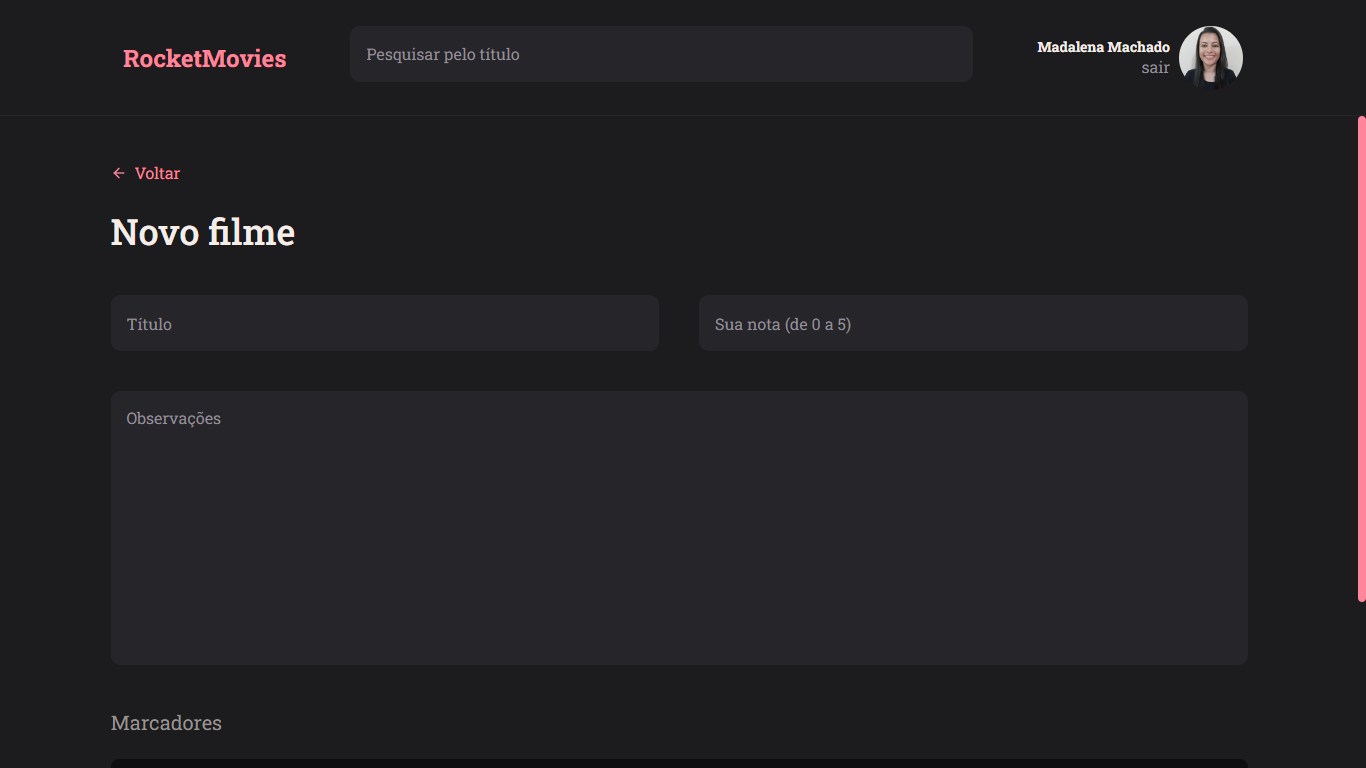 RocketMovies
Pesquisar pelo título
Madalena Machado
sair
Voltar
Novo filme
Título
Sua nota (de 0 a 5)
Observações
Marcadores